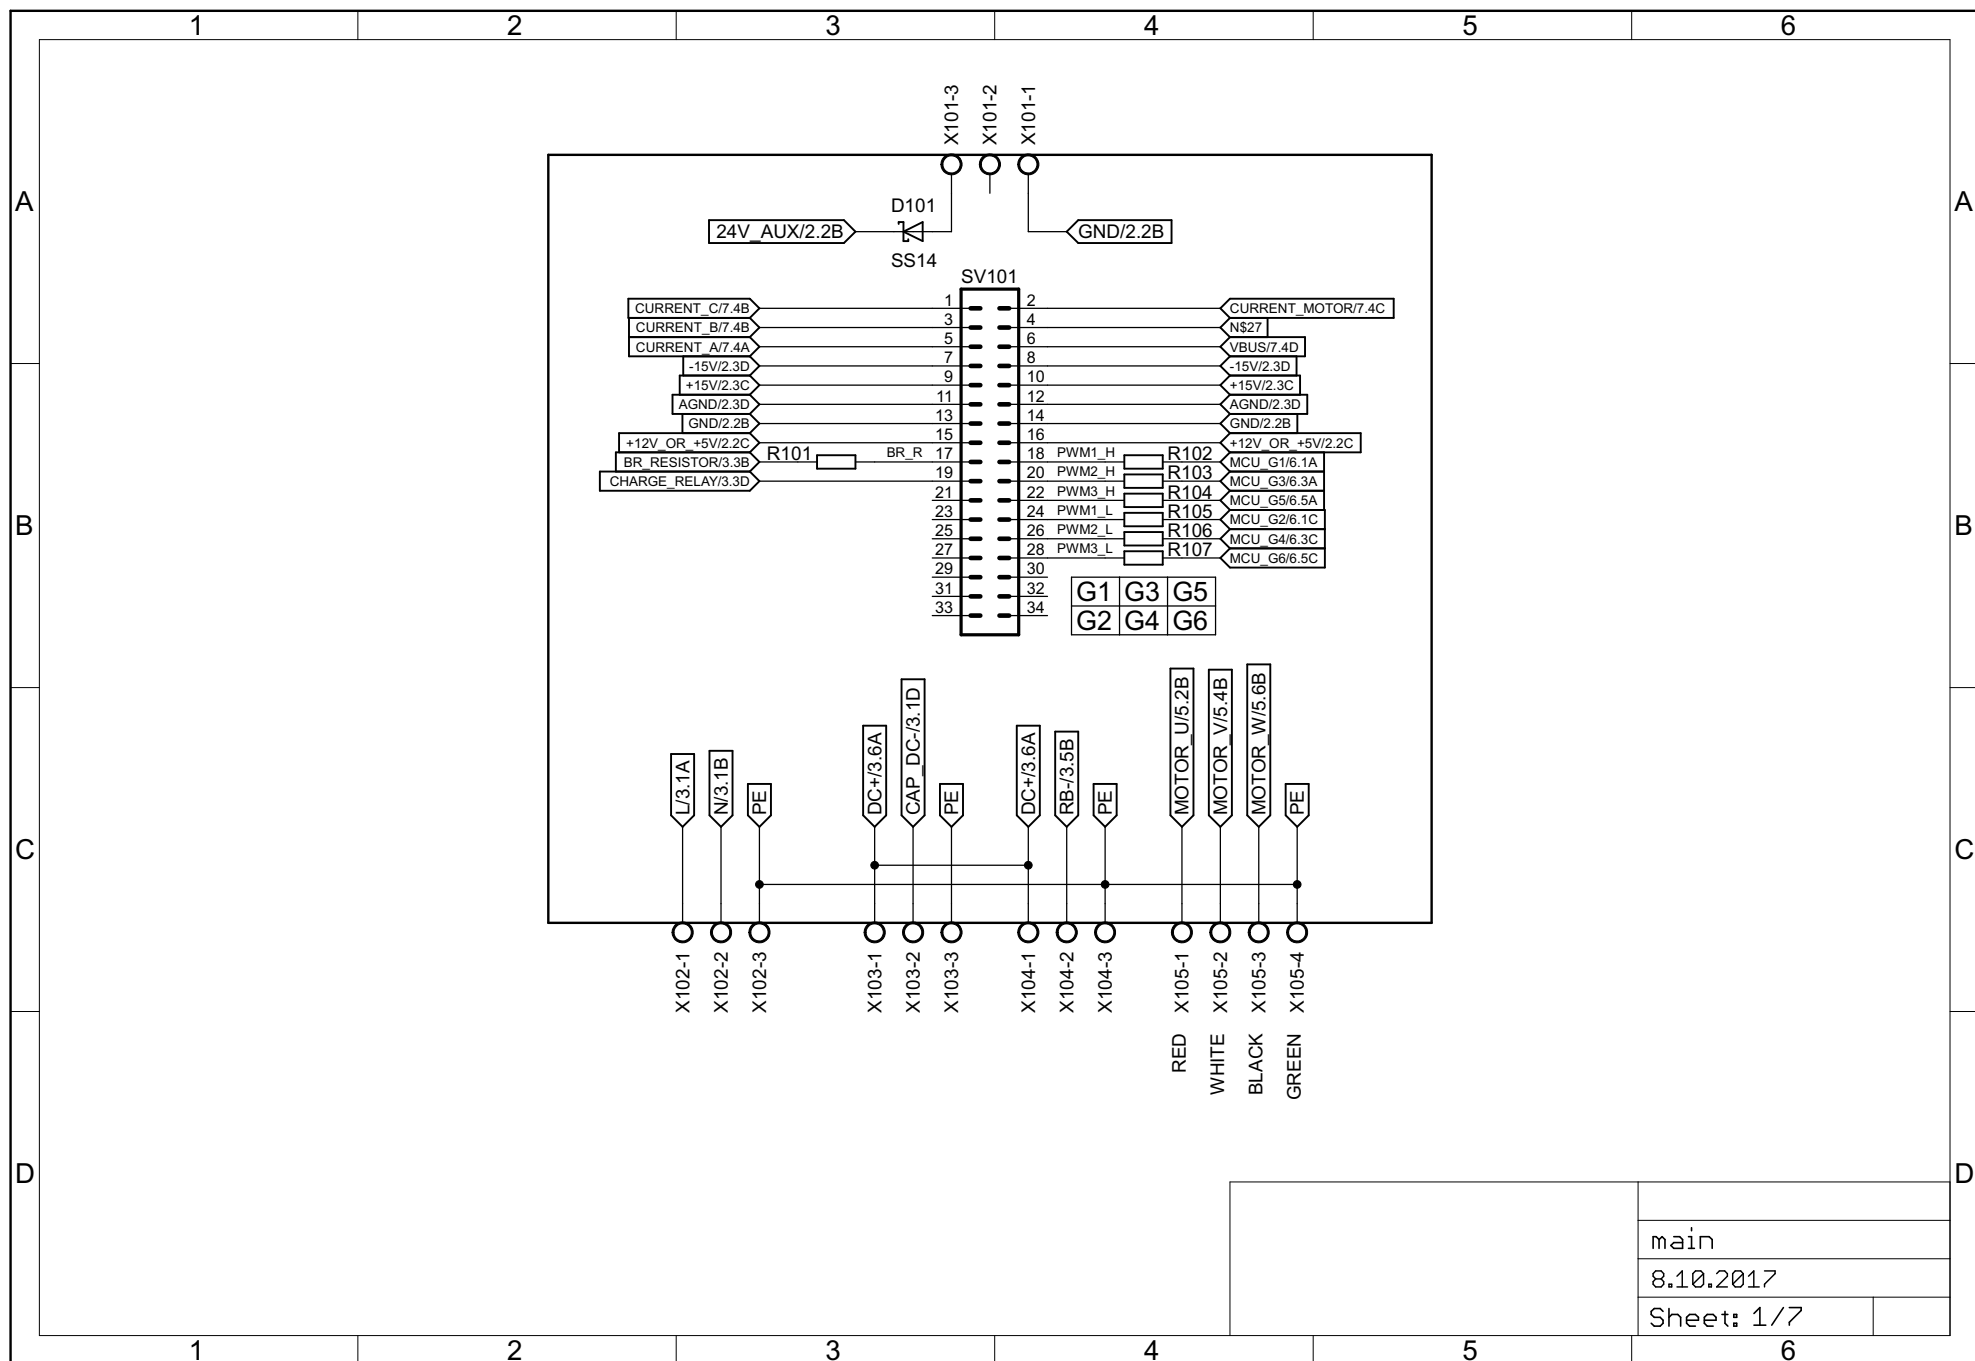 1 2 3 4 5 6
X101-3 X101-2 X101-1
A A
D101
24V_AUX/2.2B GND/2.2B
SS14
SV101
CURRENT_C/7.4B 1 2 CURRENT_MOTOR/7.4C
CURRENT_B/7.4B 3 4 N$27
CURRENT_A/7.4A 5 6 VBUS/7.4D
-15V/2.3D 7 8 -15V/2.3D
+15V/2.3C 9 10 +15V/2.3C
AGND/2.3D 11 12 AGND/2.3D
GND/2.2B 13 14 GND/2.2B
+12V_OR_+5V/2.2C 15 16 +12V_OR_+5V/2.2C
BR_RESISTOR/3.3B R101 BR_R 17 18 PWM1_H R102 MCU_G1/6.1A
CHARGE_RELAY/3.3D 19 20 PWM2_H R103 MCU_G3/6.3A
21 22 PWM3_H R104 MCU_G5/6.5A
B 23 24 PWM1_L R105 MCU_G2/6.1C B
25 26 PWM2_L R106 MCU_G4/6.3C
27 28 PWM3_L R107 MCU_G6/6.5C
29 30
31 32 G1 G3 G5
33 34 G2 G4 G6
L/3.1A N/3.1B PE DC+/3.6A CAP_DC-/3.1D PE DC+/3.6A RB-/3.5B PE MOTOR_U/5.2B MOTOR_V/5.4B MOTOR_W/5.6B PE
C C
X102-1 X102-2 X102-3 X103-1 X103-2 X103-3 X104-1 X104-2 X104-3 X105-1 X105-2 X105-3 X105-4
RED WHITE BLACK GREEN
D D
main
8.10.2017
Sheet: 1/7
1 2 3 4 5 6